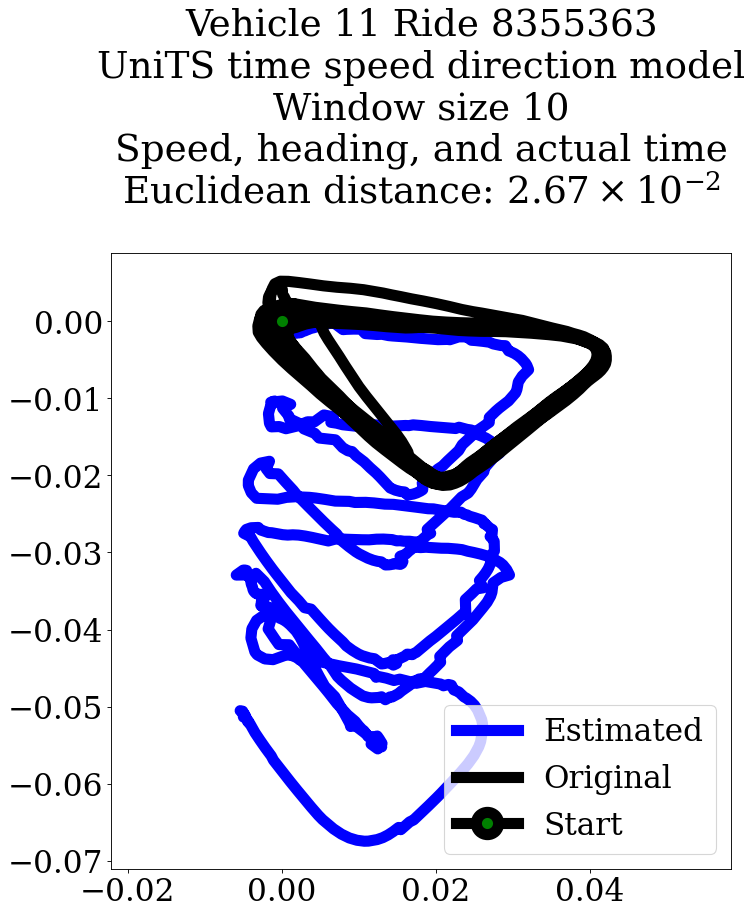 Vehicle 11 Ride 8355363
UniTS time speed direction model
Window size 10
Speed, heading, and actual time
Euclidean distance: 2.67 × 10⁻²
0.00
−0.01
−0.02
−0.03
−0.04
−0.05
−0.06
−0.07
Estimated
Original
Start
−0.02 0.00 0.02 0.04